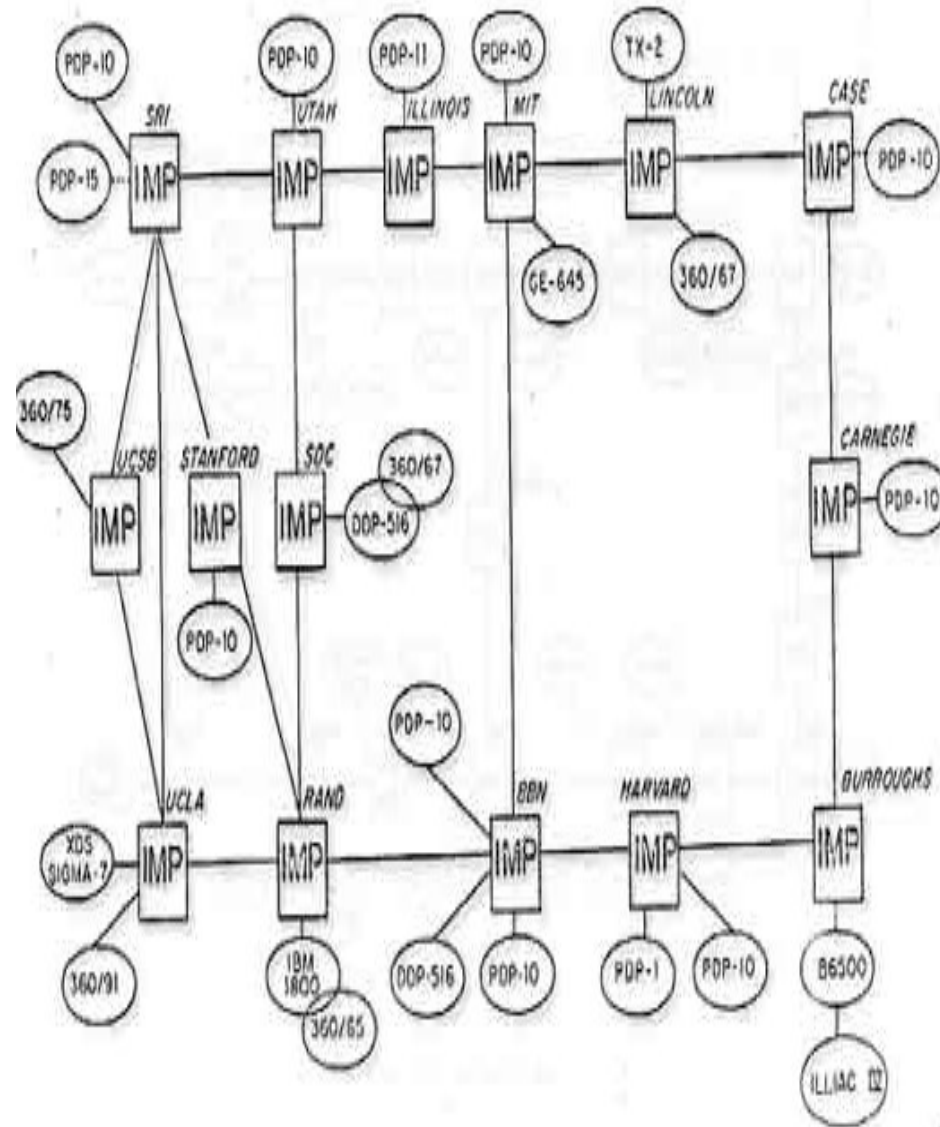 PDP-10
PDP-10
PDP-11
PDP-10
TX-2
SRI
UTAH
ILLINOIS
MIT
LINCOLN
CASE
PDP-15
IMP
IMP
IMP
IMP
IMP
IMP
PDP-10
GE-645
360/67
360/75
UCSB
STANFORD
SDC
360/67
CARNEGIE
IMP
IMP
IMP
DDP-516
IMP
PDP-10
PDP-10
PDP-10
UCLA
RAND
BBN
HARVARD
BURROUGHS
XDS
SIGMA-7
IMP
IMP
IMP
IMP
IMP
360/91
IBM
1800
360/65
DDP-516
PDP-10
PDP-1
PDP-10
B6500
ILLIAC IV